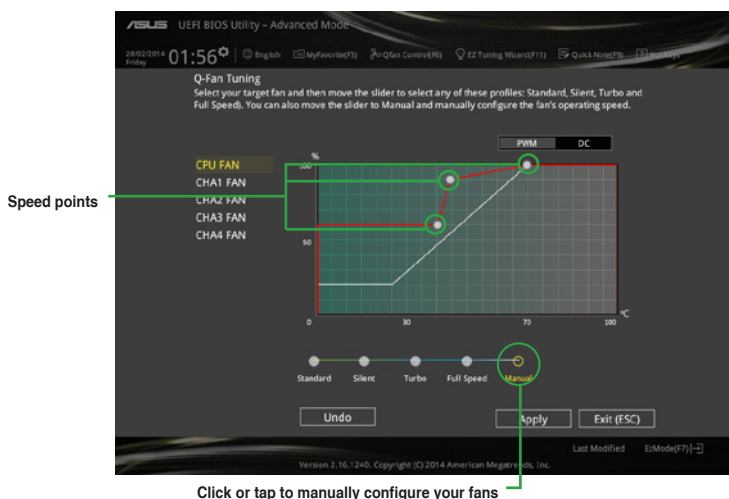 ASUS UEFI BIOS Utility – Advanced Mode
28/02/2014 Friday 01:56 English MyFavorite(F3) Qfan Control(F6) EZ Tuning Wizard(F11) Quick Note(F9) Hot Keys
Q-Fan Tuning
Select your target fan and then move the slider to select any of these profiles: Standard, Silent, Turbo and
Full Speed). You can also move the slider to Manual and manually configure the fan's operating speed.
PWM DC
CPU FAN
CHA1 FAN
CHA2 FAN
CHA3 FAN
CHA4 FAN
Speed points
%
100
50
0 30 70 100 °C
Standard Silent Turbo Full Speed Manual
Undo Apply Exit (ESC)
Last Modified EzMode(F7)
Version 2.16.1240. Copyright (C) 2014 American Megatrends, Inc.
Click or tap to manually configure your fans